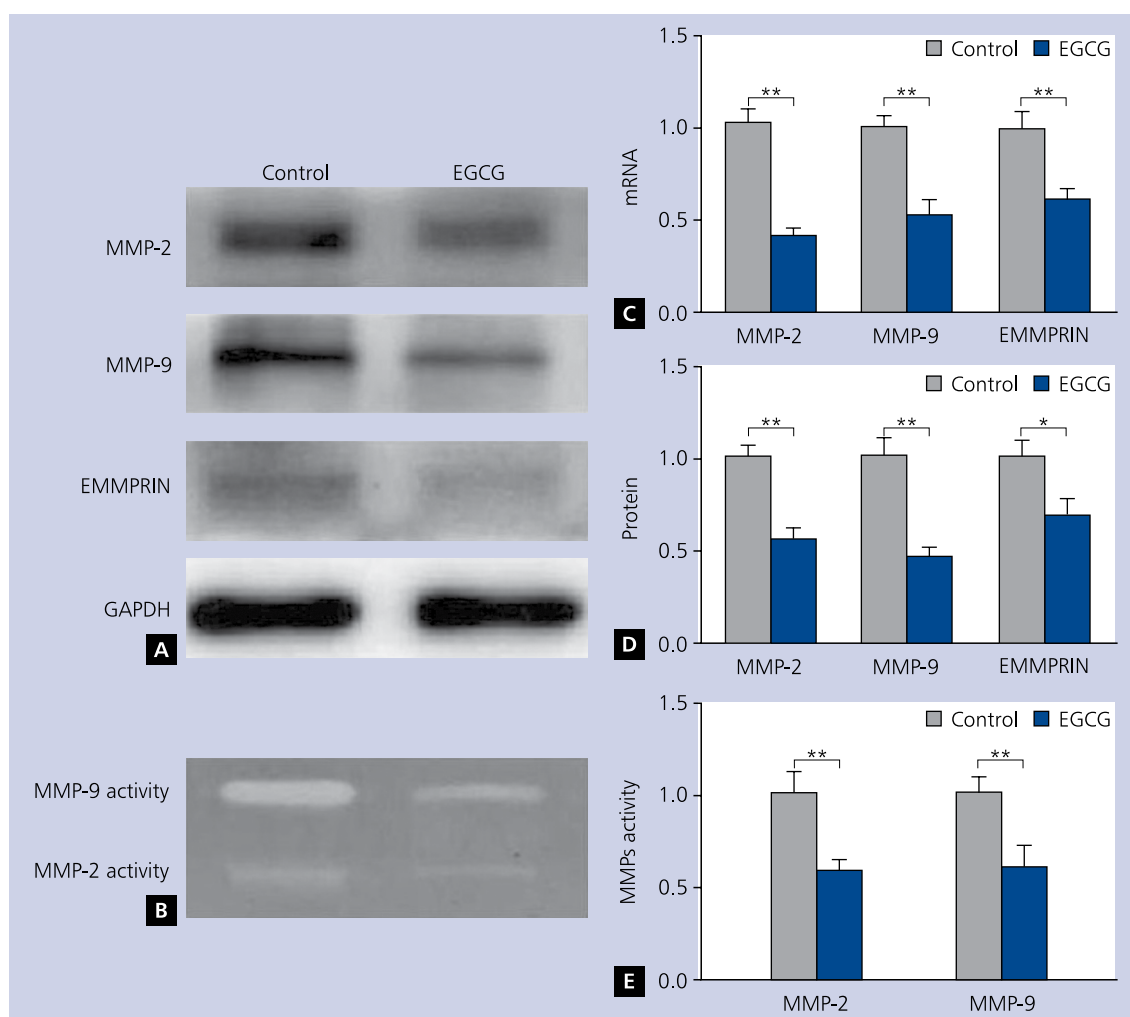 Control EGCG
MMP-2
MMP-9
EMMPRIN
GAPDH
A
MMP-9 activity
MMP-2 activity
B
1.5
Control EGCG
** ** **
1.0
mRNA
0.5
C 0.0
MMP-2 MMP-9 EMMPRIN
1.5
Control EGCG
** ** *
1.0
Protein
0.5
D 0.0
MMP-2 MMP-9 EMMPRIN
1.5
Control EGCG
** **
1.0
MMPs activity
0.5
E 0.0
MMP-2 MMP-9